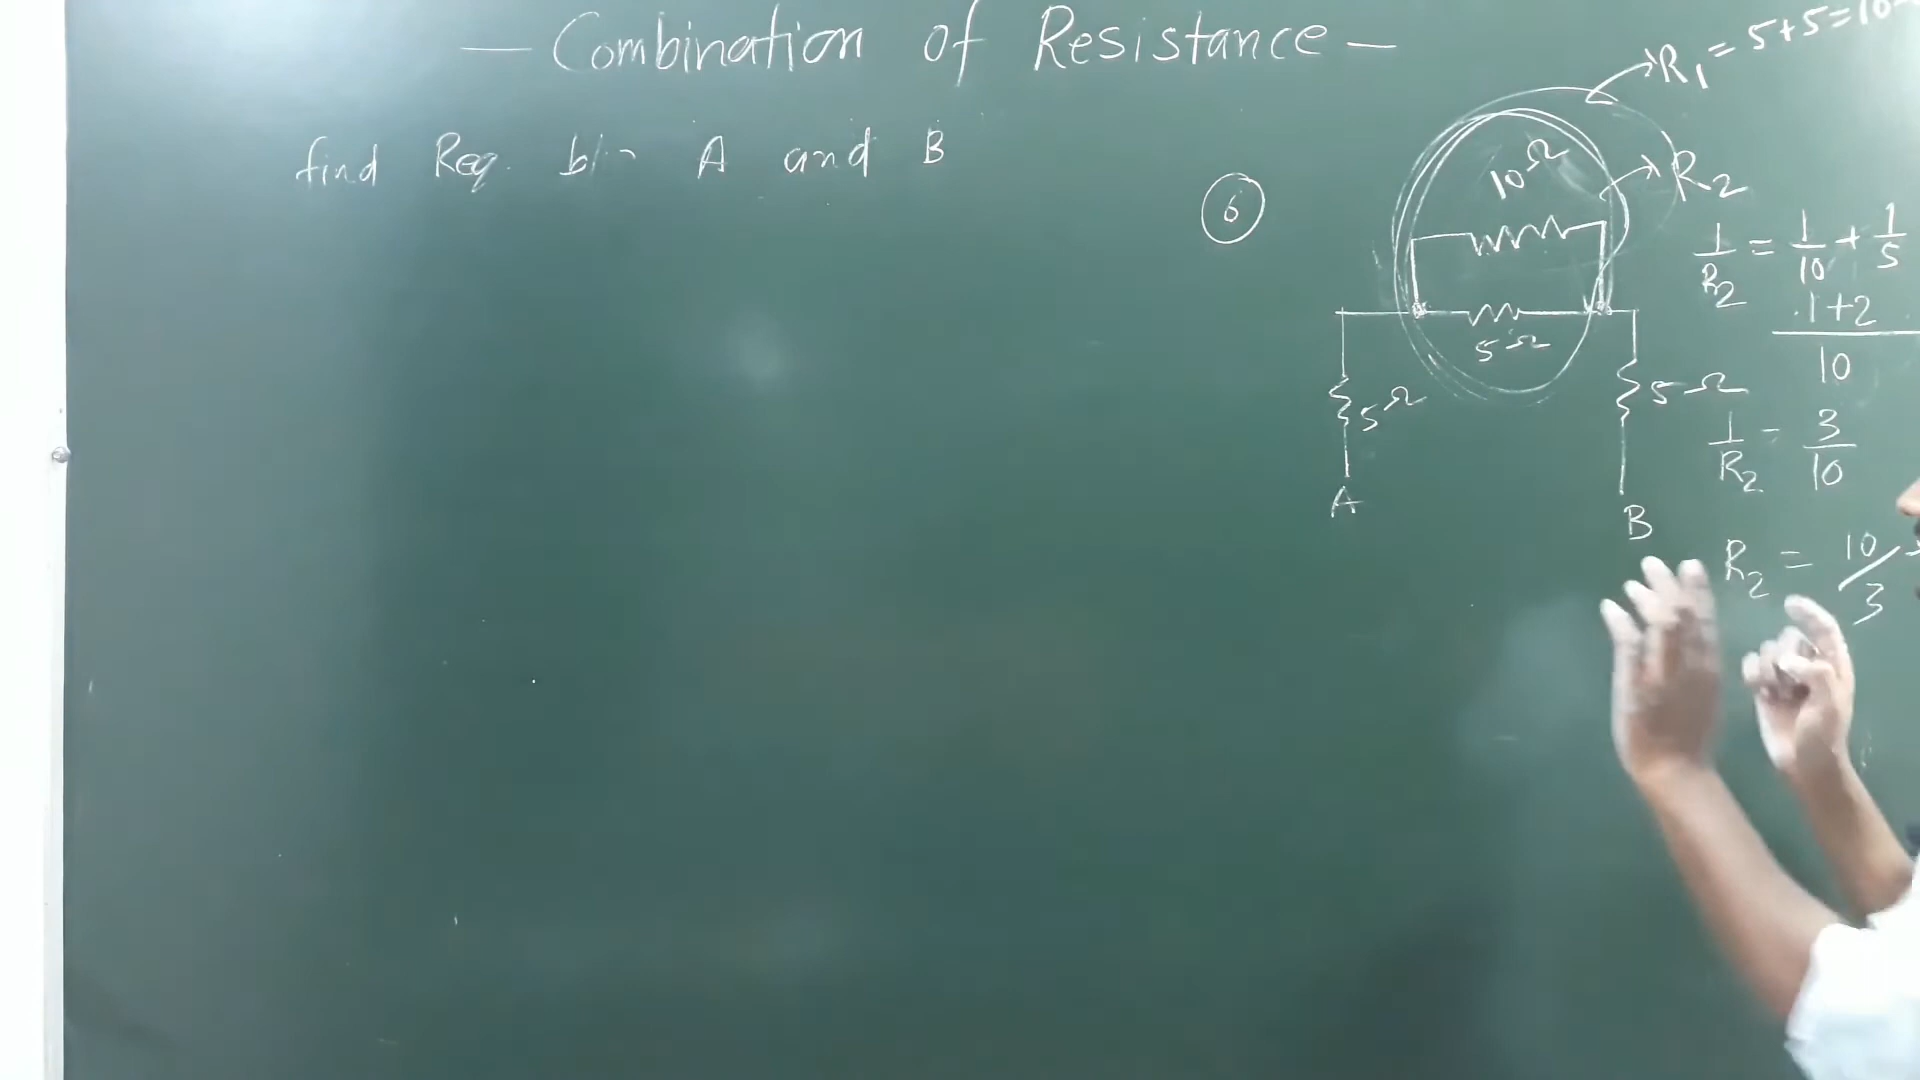 — Combination of Resistance —
find Req. b/n A and B
6
R1 = 5+5=10
10Ω
R2
1/R2 = 1/10 + 1/5
1+2
10
5Ω
5Ω
5Ω
1/R2 = 3/10
A
B
R2 = 10/3